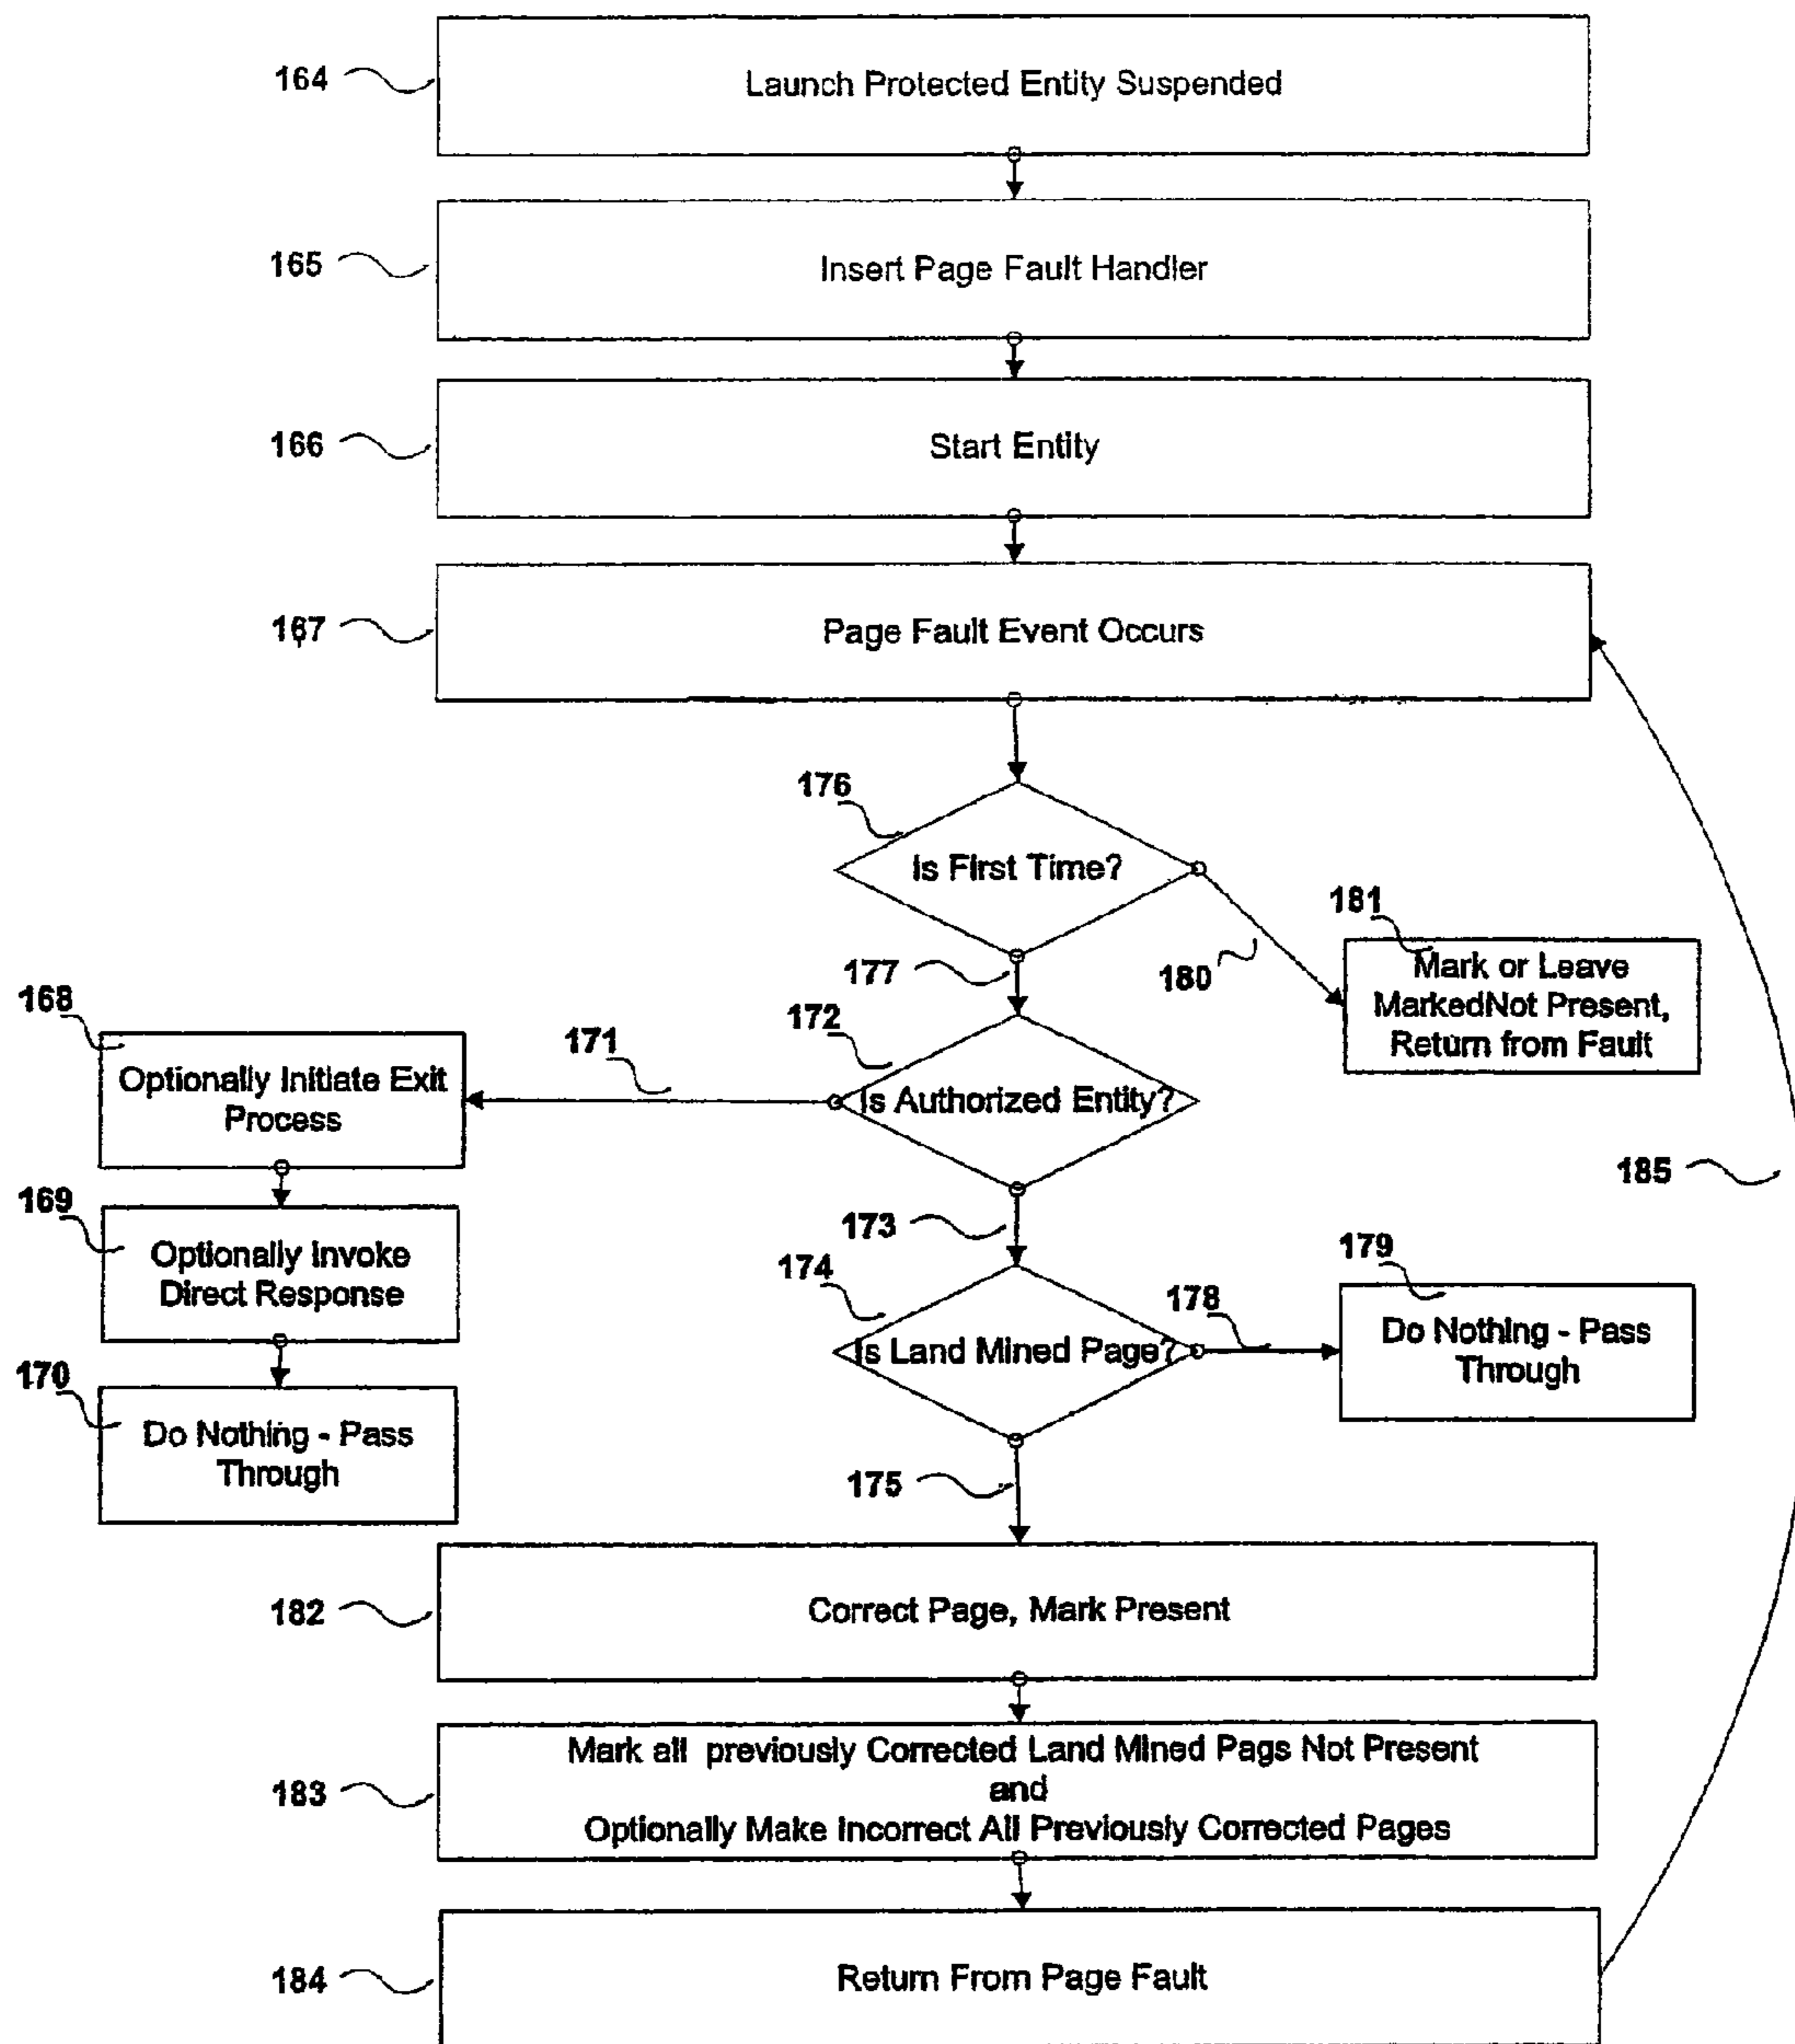 164
Launch Protected Entity Suspended
165
Insert Page Fault Handler
166
Start Entity
167
Page Fault Event Occurs
176
Is First Time?
181
Mark or Leave
MarkedNot Present,
Return from Fault
177
180
168
Optionally Initiate Exit
Process
171
172
Is Authorized Entity?
185
169
Optionally Invoke
Direct Response
173
179
Do Nothing - Pass
Through
174
178
Is Land Mined Page?
170
Do Nothing - Pass
Through
175
182
Correct Page, Mark Present
183
Mark all previously Corrected Land Mined Pags Not Present
and
Optionally Make Incorrect All Previously Corrected Pages
184
Return From Page Fault